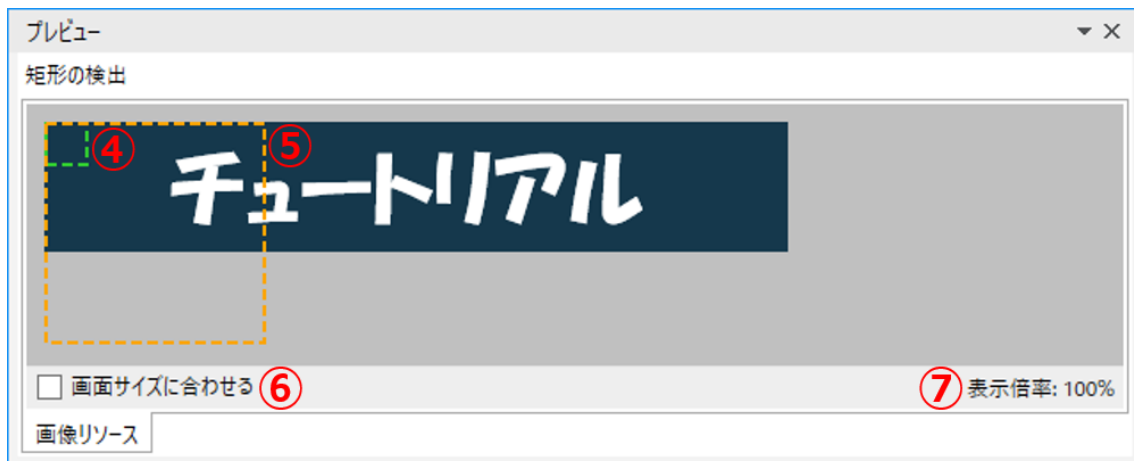 プレビュー
矩形の検出
④ ⑤
チュートリアル
画面サイズに合わせる ⑥ ⑦ 表示倍率: 100%
画像リソース